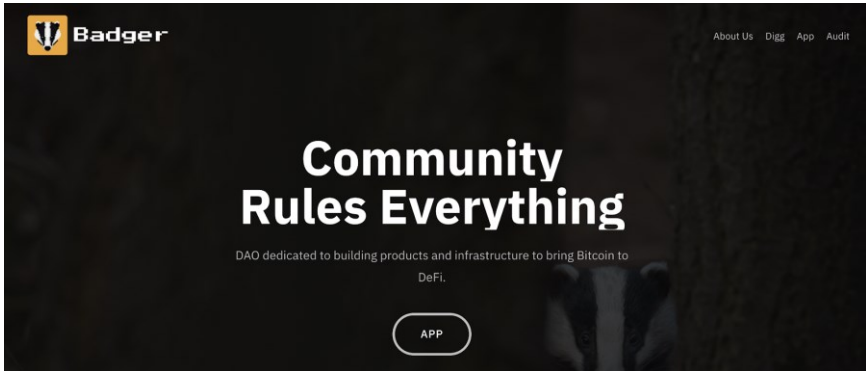 Badger
About Us Digg App Audit
Community
Rules Everything
DAO dedicated to building products and infrastructure to bring Bitcoin to
DeFi.
APP